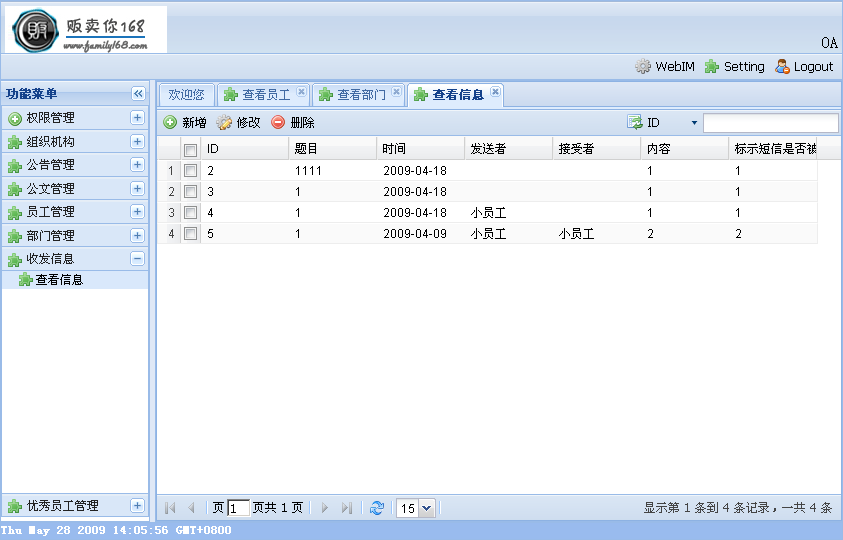 贩卖你168
www.family168.com
OA
WebIM Setting Logout
功能菜单
权限管理
组织机构
公告管理
公文管理
员工管理
部门管理
收发信息
查看信息
优秀员工管理
欢迎您 查看员工 查看部门 查看信息
新增 修改 删除 ID
ID 题目 时间 发送者 接受者 内容 标示短信是否被
1 2 1111 2009-04-18 1 1
2 3 1 2009-04-18 1 1
3 4 1 2009-04-18 小员工 1 1
4 5 1 2009-04-09 小员工 小员工 2 2
页 1 页共 1 页 15 显示第 1 条到 4 条记录，一共 4 条
Thu May 28 2009 14:05:56 GMT+0800